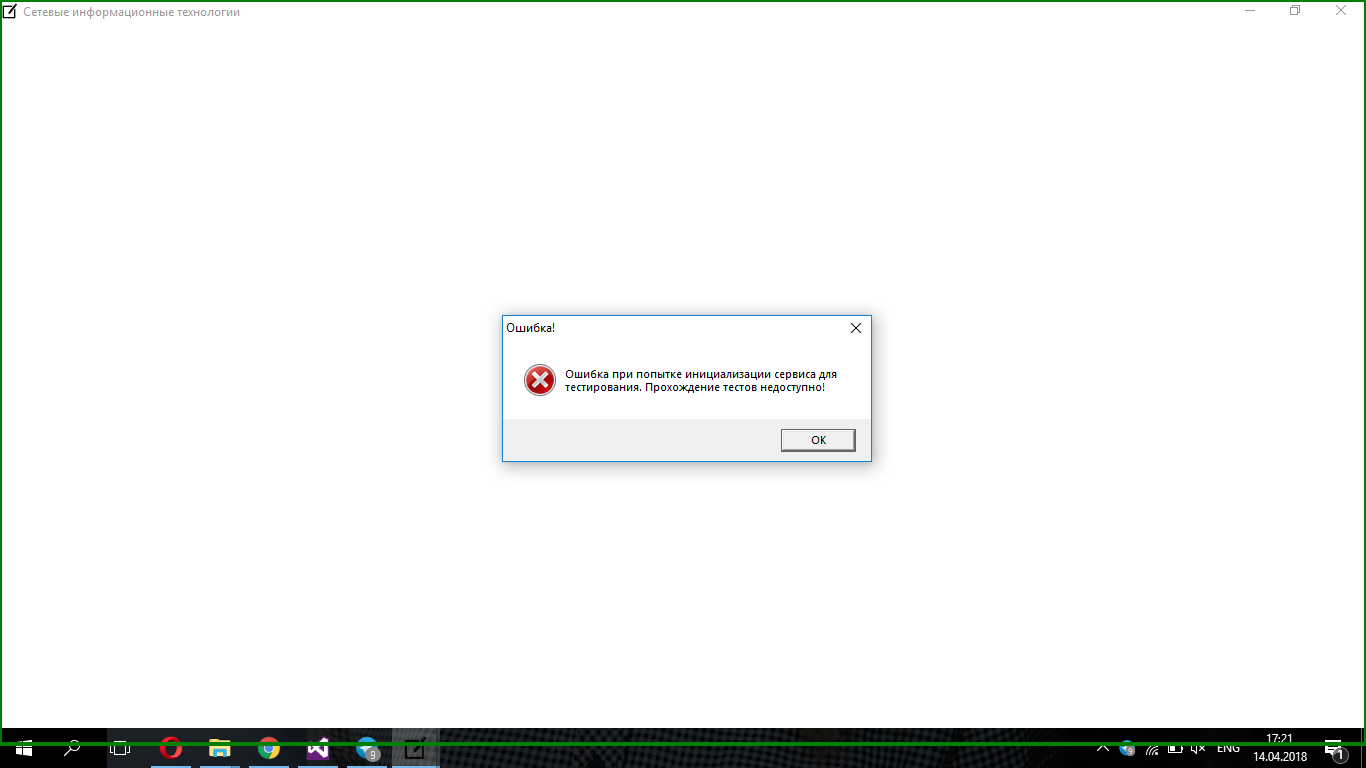 Сетевые информационные технологии
Ошибка!
Ошибка при попытке инициализации сервиса для
тестирования. Прохождение тестов недоступно!
OK
9
9
ENG
17:21
14.04.2018
1